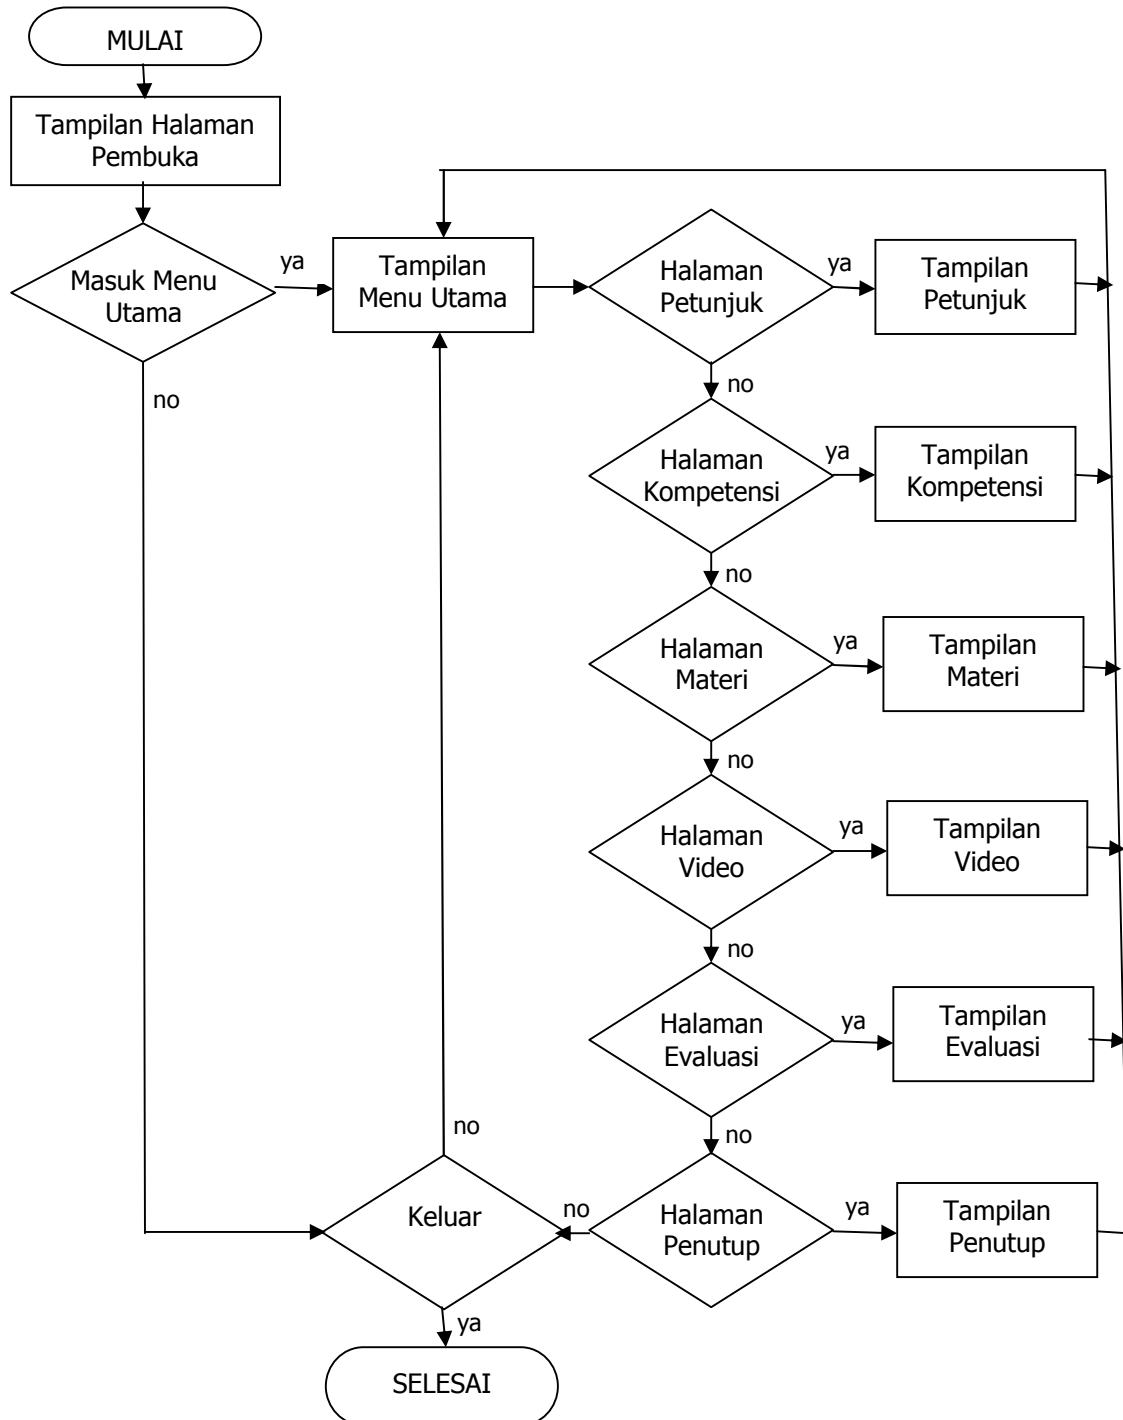 MULAI
Tampilan Halaman
Pembuka
Masuk Menu
Utama
ya
no
Tampilan
Menu Utama
Halaman
Petunjuk
ya
Tampilan
Petunjuk
no
Halaman
Kompetensi
ya
Tampilan
Kompetensi
no
Halaman
Materi
ya
Tampilan
Materi
no
Halaman
Video
ya
Tampilan
Video
no
Halaman
Evaluasi
ya
Tampilan
Evaluasi
no
Halaman
Penutup
ya
Tampilan
Penutup
no
Keluar
no
ya
SELESAI